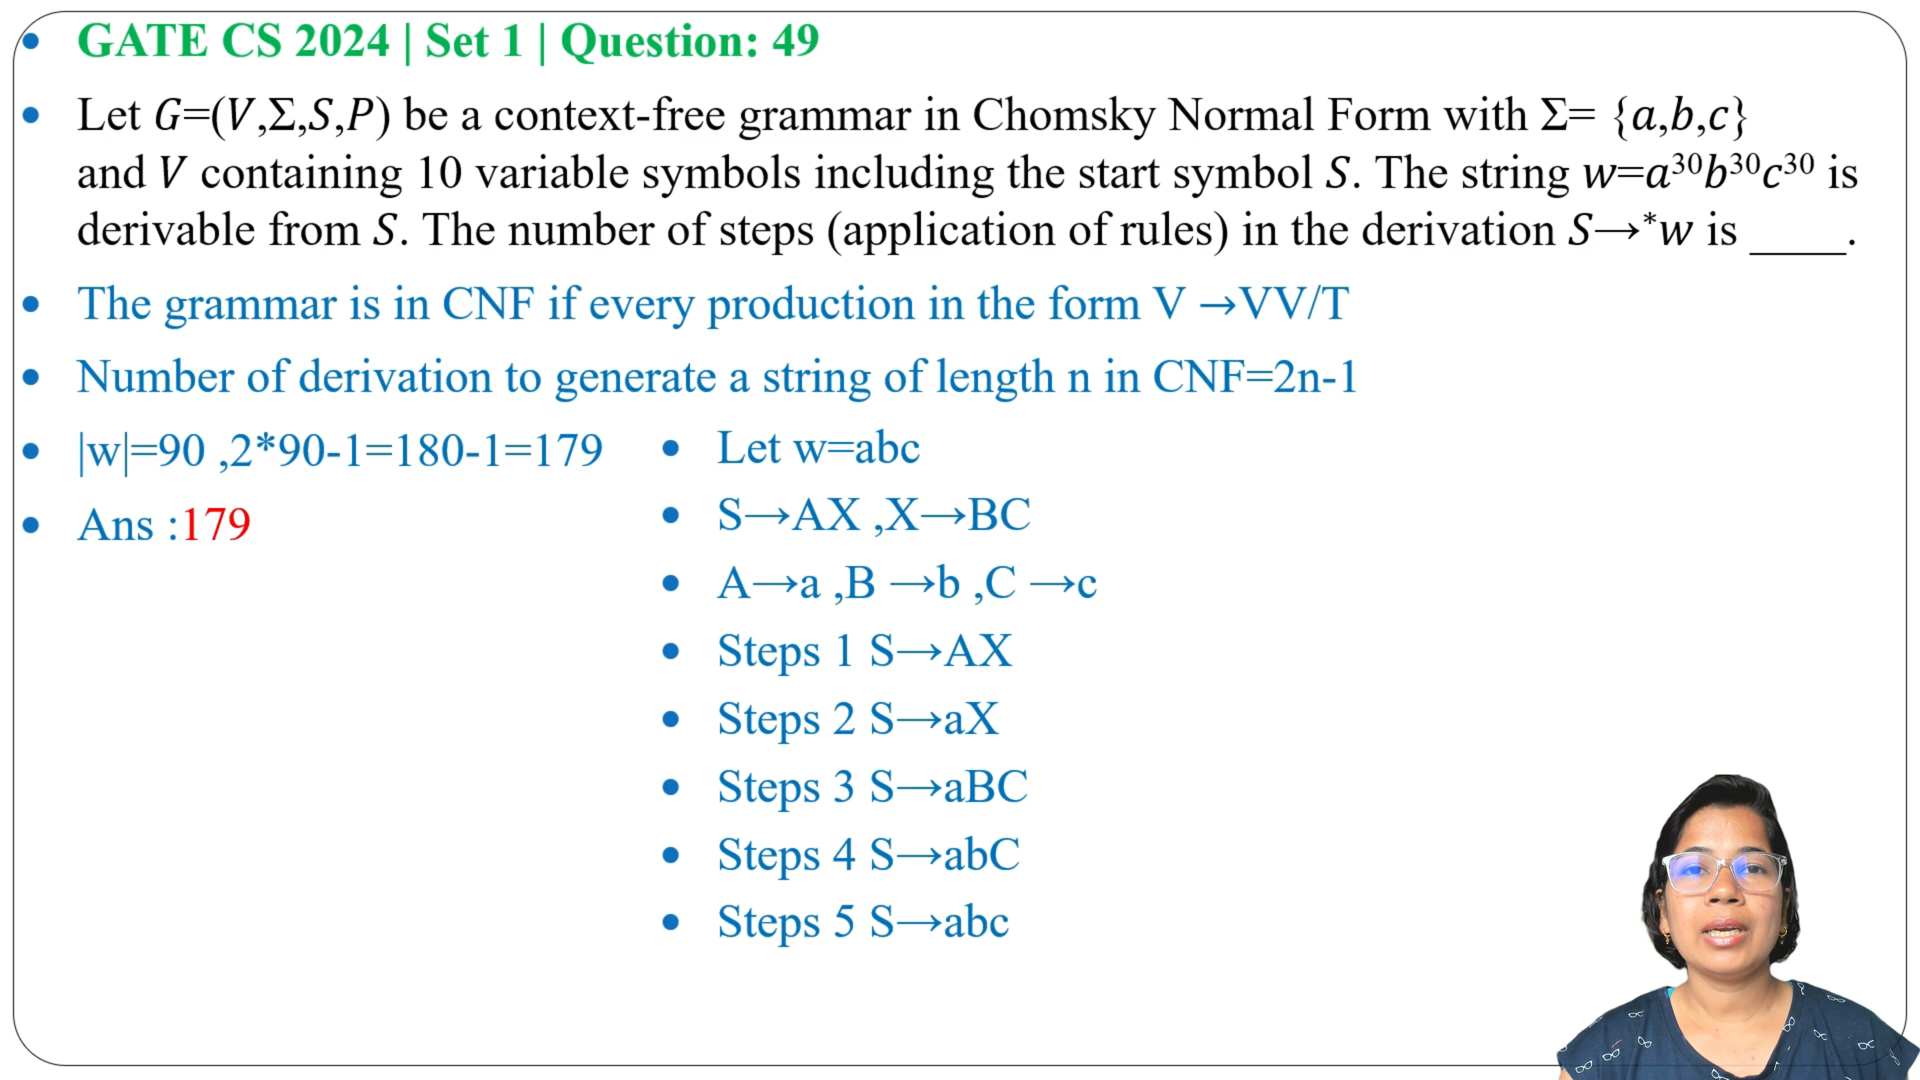 GATE CS 2024 | Set 1 | Question: 49
Let G=(V,Σ,S,P) be a context-free grammar in Chomsky Normal Form with Σ= {a,b,c}
and V containing 10 variable symbols including the start symbol S. The string w=a³⁰b³⁰c³⁰ is
derivable from S. The number of steps (application of rules) in the derivation S→*w is ____.
The grammar is in CNF if every production in the form V →VV/T
Number of derivation to generate a string of length n in CNF=2n-1
|w|=90 ,2*90-1=180-1=179
Ans :179
Let w=abc
S→AX ,X→BC
A→a ,B →b ,C →c
Steps 1 S→AX
Steps 2 S→aX
Steps 3 S→aBC
Steps 4 S→abC
Steps 5 S→abc